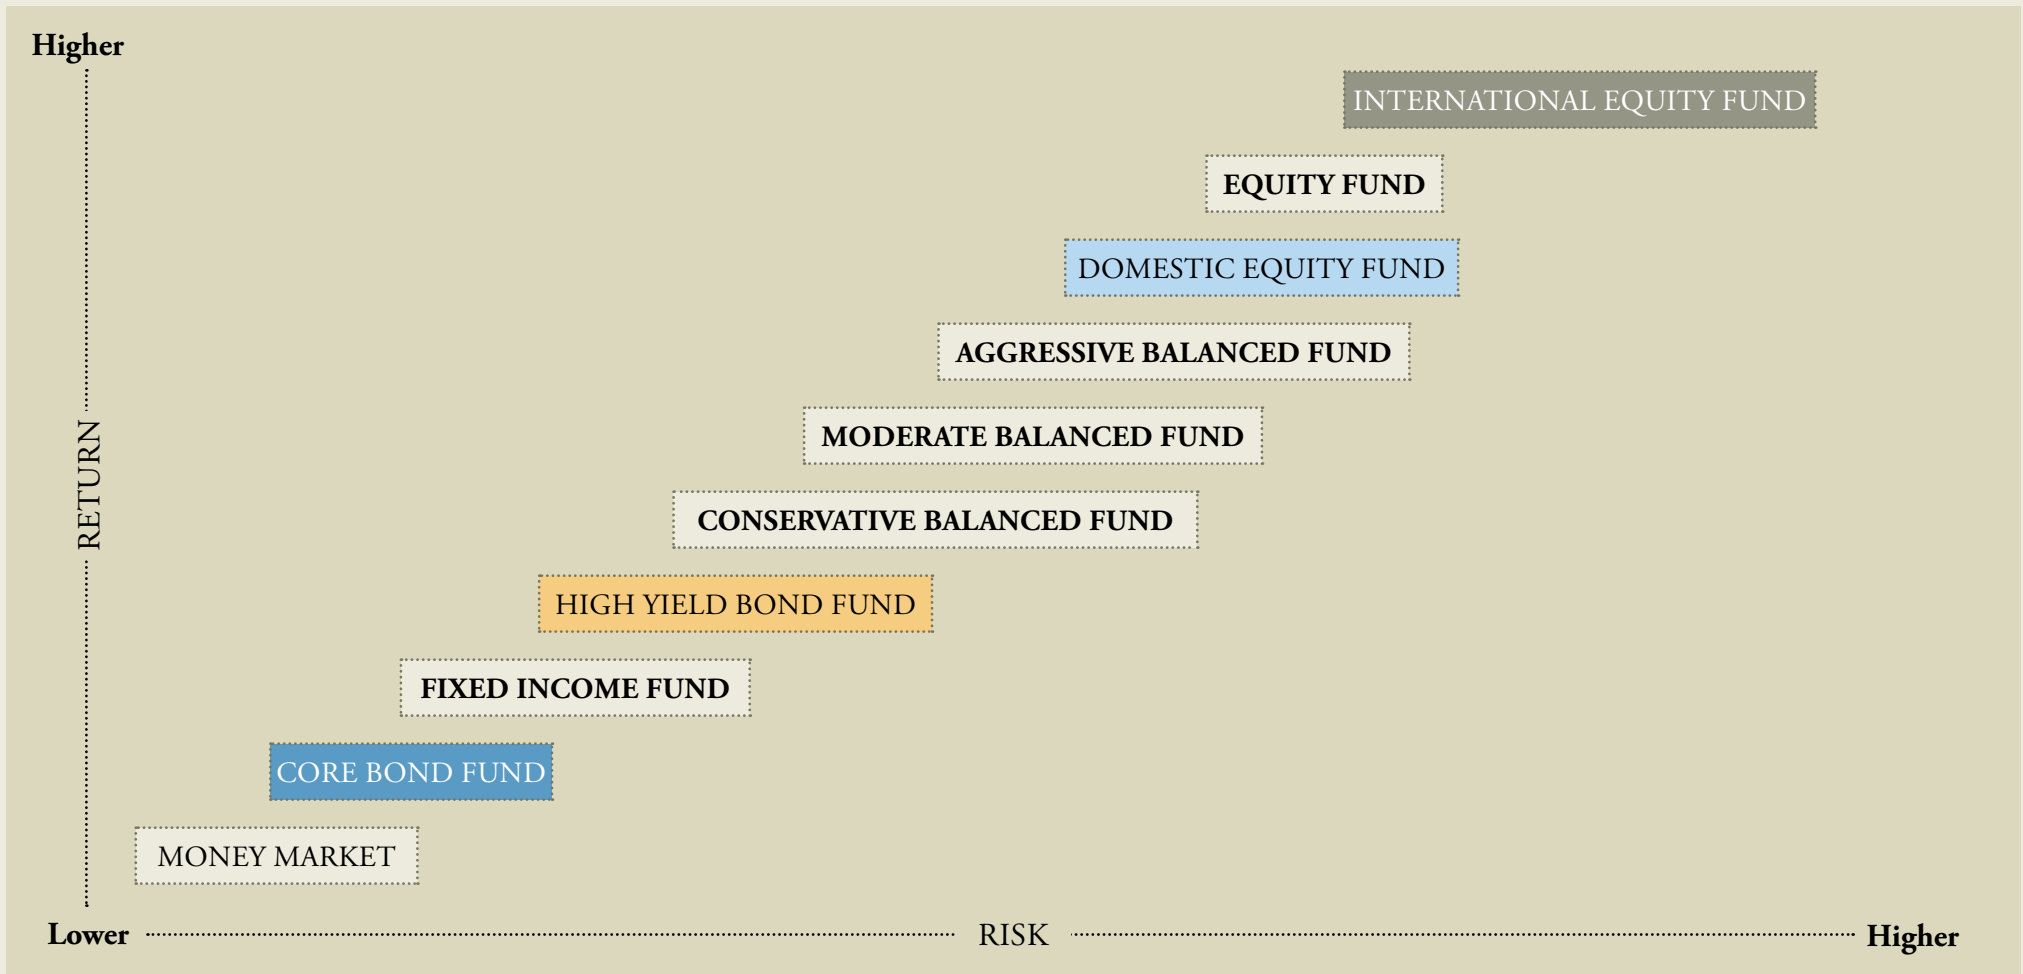 Higher
INTERNATIONAL EQUITY FUND
EQUITY FUND
DOMESTIC EQUITY FUND
AGGRESSIVE BALANCED FUND
MODERATE BALANCED FUND
RETURN
CONSERVATIVE BALANCED FUND
HIGH YIELD BOND FUND
FIXED INCOME FUND
CORE BOND FUND
MONEY MARKET
Lower
RISK
Higher